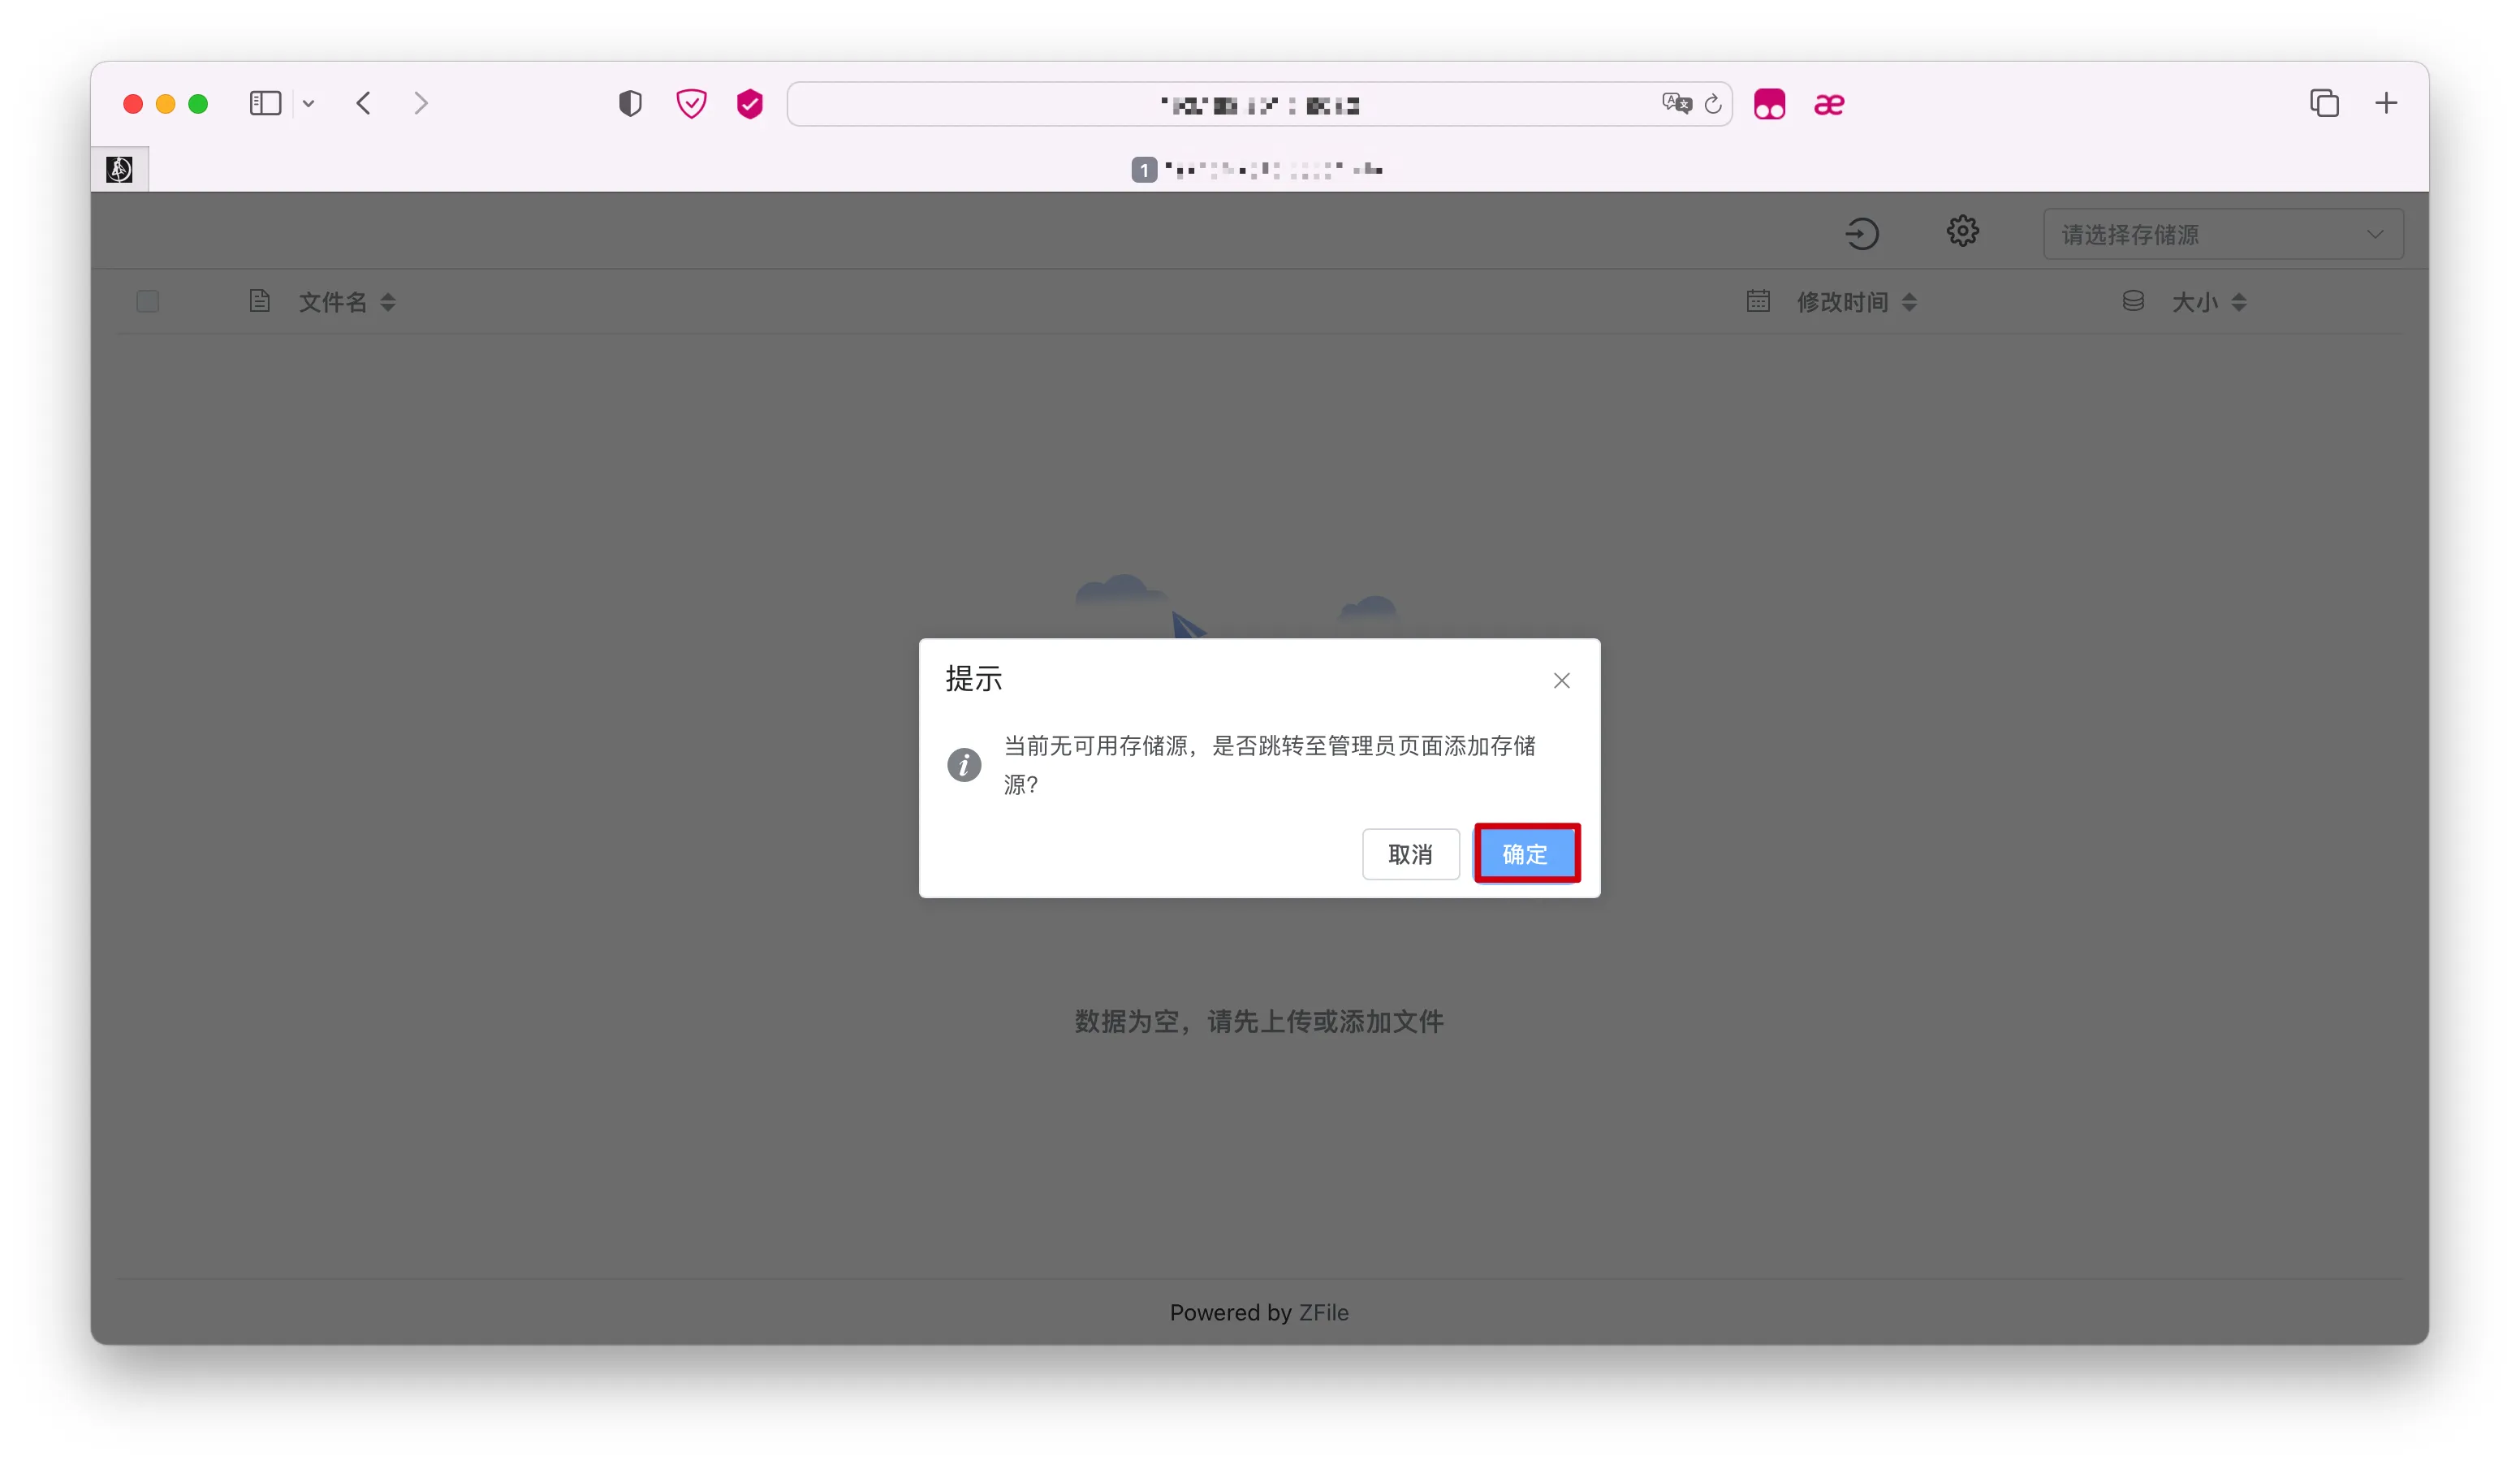 1
请选择存储源
文件名
修改时间
大小
提示
当前无可用存储源，是否跳转至管理员页面添加存储
源？
取消
确定
数据为空，请先上传或添加文件
Powered by ZFile